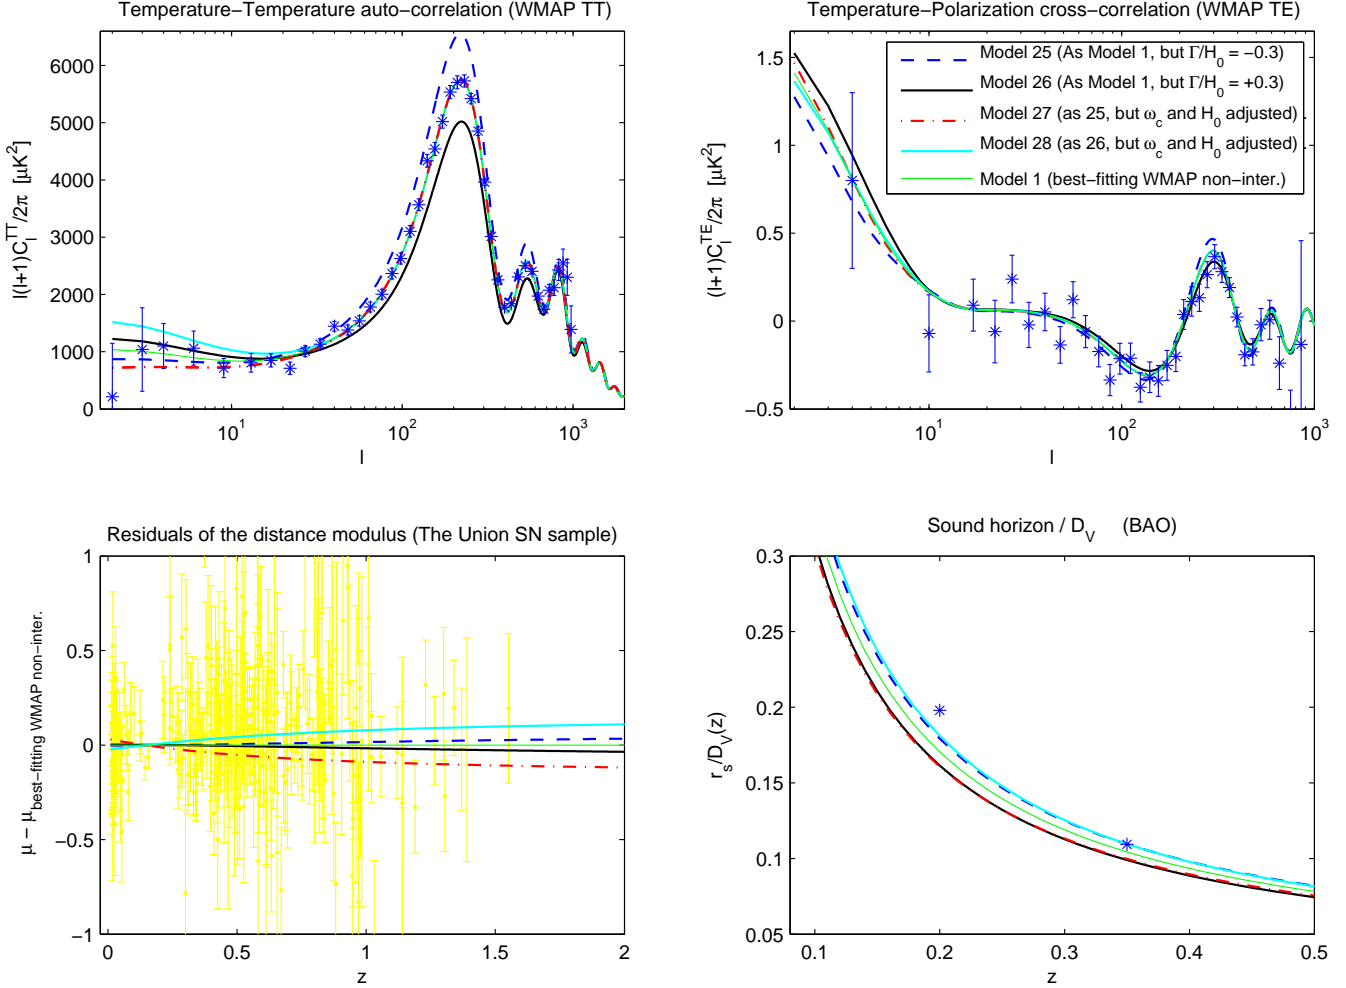 Temperature−Temperature auto−correlation (WMAP TT)
l(l+1)C_l^TT/2π [μK²]
6000
5000
4000
3000
2000
1000
0
10¹ 10² 10³
l
Temperature−Polarization cross−correlation (WMAP TE)
(l+1)C_l^TE/2π [μK²]
1.5
1
0.5
0
−0.5
10¹ 10² 10³
l
Model 25 (As Model 1, but Γ/H₀ = −0.3)
Model 26 (As Model 1, but Γ/H₀ = +0.3)
Model 27 (as 25, but ω_c and H₀ adjusted)
Model 28 (as 26, but ω_c and H₀ adjusted)
Model 1 (best−fitting WMAP non−inter.)
Residuals of the distance modulus (The Union SN sample)
μ − μ_best−fitting WMAP non−inter.
1
0.5
0
−0.5
−1
0 0.5 1 1.5 2
z
Sound horizon / D_V (BAO)
r_s/D_V(z)
0.3
0.25
0.2
0.15
0.1
0.05
0.1 0.2 0.3 0.4 0.5
z